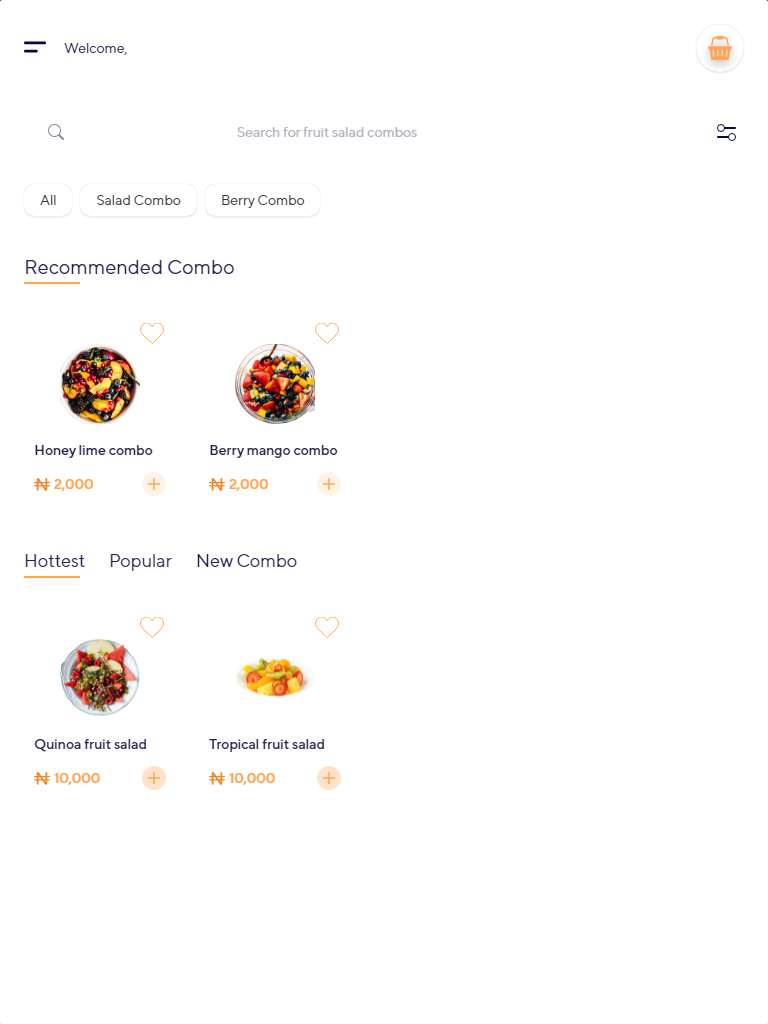 Welcome,
Search for fruit salad combos
All Salad Combo Berry Combo
Recommended Combo
Honey lime combo Berry mango combo
₦ 2,000 ₦ 2,000
Hottest Popular New Combo
Quinoa fruit salad Tropical fruit salad
₦ 10,000 ₦ 10,000